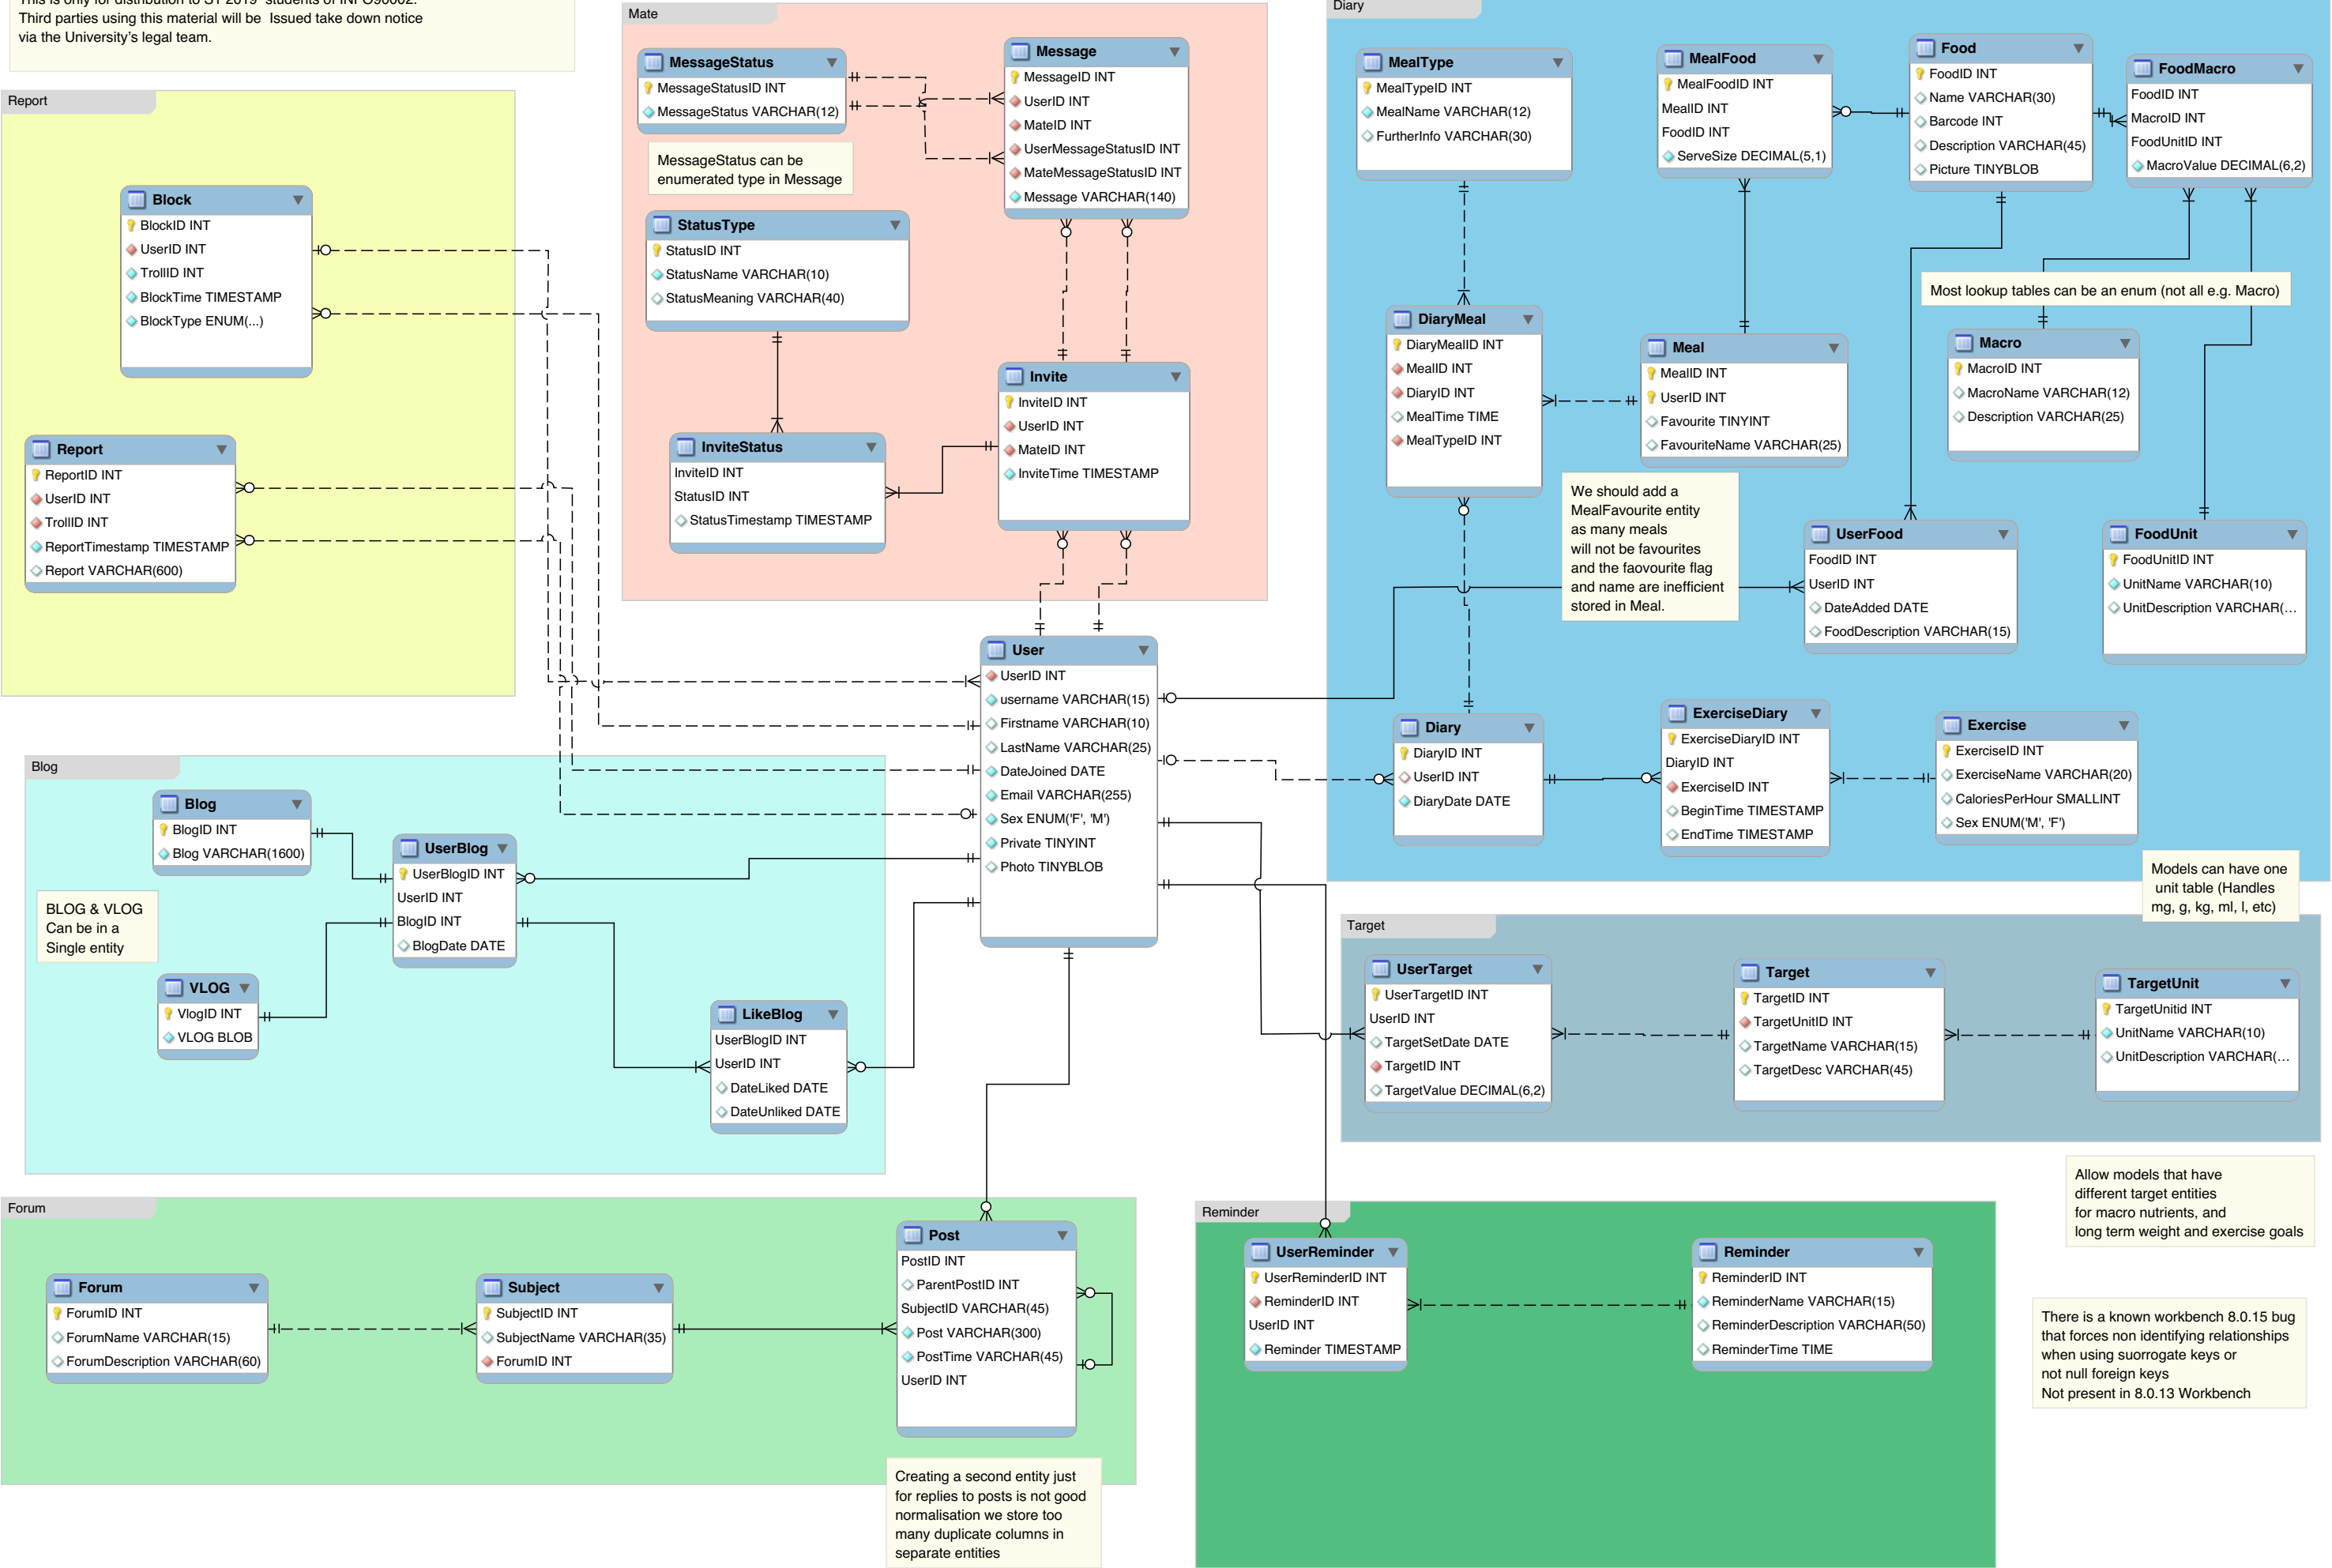 This is only for distribution to S1 2019 students of INFO90002.
Third parties using this material will be Issued take down notice
via the University's legal team.
Report
Block
BlockID INT
UserID INT
TrollID INT
BlockTime TIMESTAMP
BlockType ENUM(...)
Report
ReportID INT
UserID INT
TrollID INT
ReportTimestamp TIMESTAMP
Report VARCHAR(600)
Mate
MessageStatus
MessageStatusID INT
MessageStatus VARCHAR(12)
MessageStatus can be
enumerated type in Message
Message
MessageID INT
UserID INT
MateID INT
UserMessageStatusID INT
MateMessageStatusID INT
Message VARCHAR(140)
StatusType
StatusID INT
StatusName VARCHAR(10)
StatusMeaning VARCHAR(40)
InviteStatus
InviteID INT
StatusID INT
StatusTimestamp TIMESTAMP
Invite
InviteID INT
UserID INT
MateID INT
InviteTime TIMESTAMP
Diary
MealType
MealTypeID INT
MealName VARCHAR(12)
FurtherInfo VARCHAR(30)
MealFood
MealFoodID INT
MealID INT
FoodID INT
ServeSize DECIMAL(5,1)
Food
FoodID INT
Name VARCHAR(30)
Barcode INT
Description VARCHAR(45)
Picture TINYBLOB
FoodMacro
FoodID INT
MacroID INT
FoodUnitID INT
MacroValue DECIMAL(6,2)
Most lookup tables can be an enum (not all e.g. Macro)
DiaryMeal
DiaryMealID INT
MealID INT
DiaryID INT
MealTime TIME
MealTypeID INT
Meal
MealID INT
UserID INT
Favourite TINYINT
FavouriteName VARCHAR(25)
Macro
MacroID INT
MacroName VARCHAR(12)
Description VARCHAR(25)
We should add a
MealFavourite entity
as many meals
will not be favourites
and the faovourite flag
and name are inefficient
stored in Meal.
UserFood
FoodID INT
UserID INT
DateAdded DATE
FoodDescription VARCHAR(15)
FoodUnit
FoodUnitID INT
UnitName VARCHAR(10)
UnitDescription VARCHAR(...
Diary
DiaryID INT
UserID INT
DiaryDate DATE
ExerciseDiary
ExerciseDiaryID INT
DiaryID INT
ExerciseID INT
BeginTime TIMESTAMP
EndTime TIMESTAMP
Exercise
ExerciseID INT
ExerciseName VARCHAR(20)
CaloriesPerHour SMALLINT
Sex ENUM('M', 'F')
Models can have one
unit table (Handles
mg, g, kg, ml, l, etc)
User
UserID INT
username VARCHAR(15)
Firstname VARCHAR(10)
LastName VARCHAR(25)
DateJoined DATE
Email VARCHAR(255)
Sex ENUM('F', 'M')
Private TINYINT
Photo TINYBLOB
Blog
Blog
BlogID INT
Blog VARCHAR(1600)
UserBlog
UserBlogID INT
UserID INT
BlogID INT
BlogDate DATE
BLOG & VLOG
Can be in a
Single entity
VLOG
VlogID INT
VLOG BLOB
LikeBlog
UserBlogID INT
UserID INT
DateLiked DATE
DateUnliked DATE
Target
UserTarget
UserTargetID INT
UserID INT
TargetSetDate DATE
TargetID INT
TargetValue DECIMAL(6,2)
Target
TargetID INT
TargetUnitID INT
TargetName VARCHAR(15)
TargetDesc VARCHAR(45)
TargetUnit
TargetUnitid INT
UnitName VARCHAR(10)
UnitDescription VARCHAR(...
Allow models that have
different target entities
for macro nutrients, and
long term weight and exercise goals
Forum
Forum
ForumID INT
ForumName VARCHAR(15)
ForumDescription VARCHAR(60)
Subject
SubjectID INT
SubjectName VARCHAR(35)
ForumID INT
Post
PostID INT
ParentPostID INT
SubjectID VARCHAR(45)
Post VARCHAR(300)
PostTime VARCHAR(45)
UserID INT
Creating a second entity just
for replies to posts is not good
normalisation we store too
many duplicate columns in
separate entities
Reminder
UserReminder
UserReminderID INT
ReminderID INT
UserID INT
Reminder TIMESTAMP
Reminder
ReminderID INT
ReminderName VARCHAR(15)
ReminderDescription VARCHAR(50)
ReminderTime TIME
There is a known workbench 8.0.15 bug
that forces non identifying relationships
when using suorrogate keys or
not null foreign keys
Not present in 8.0.13 Workbench